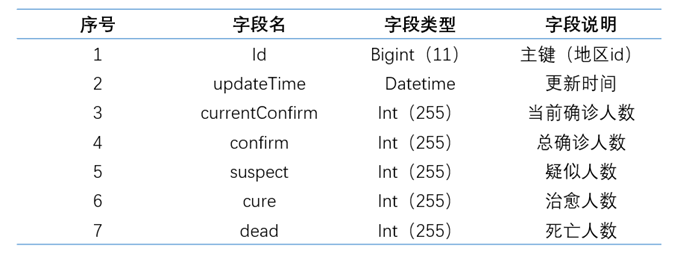 序号 字段名 字段类型 字段说明
1 Id Bigint（11） 主键（地区id）
2 updateTime Datetime 更新时间
3 currentConfirm Int（255） 当前确诊人数
4 confirm Int（255） 总确诊人数
5 suspect Int（255） 疑似人数
6 cure Int（255） 治愈人数
7 dead Int（255） 死亡人数